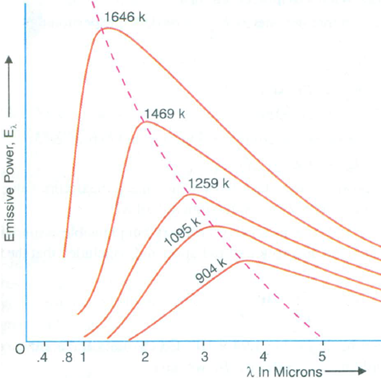 1646 k
1469 k
1259 k
1095 k
904 k
Emissive Power, Eλ
O .4 .8 1 2 3 4 5
λ In Microns